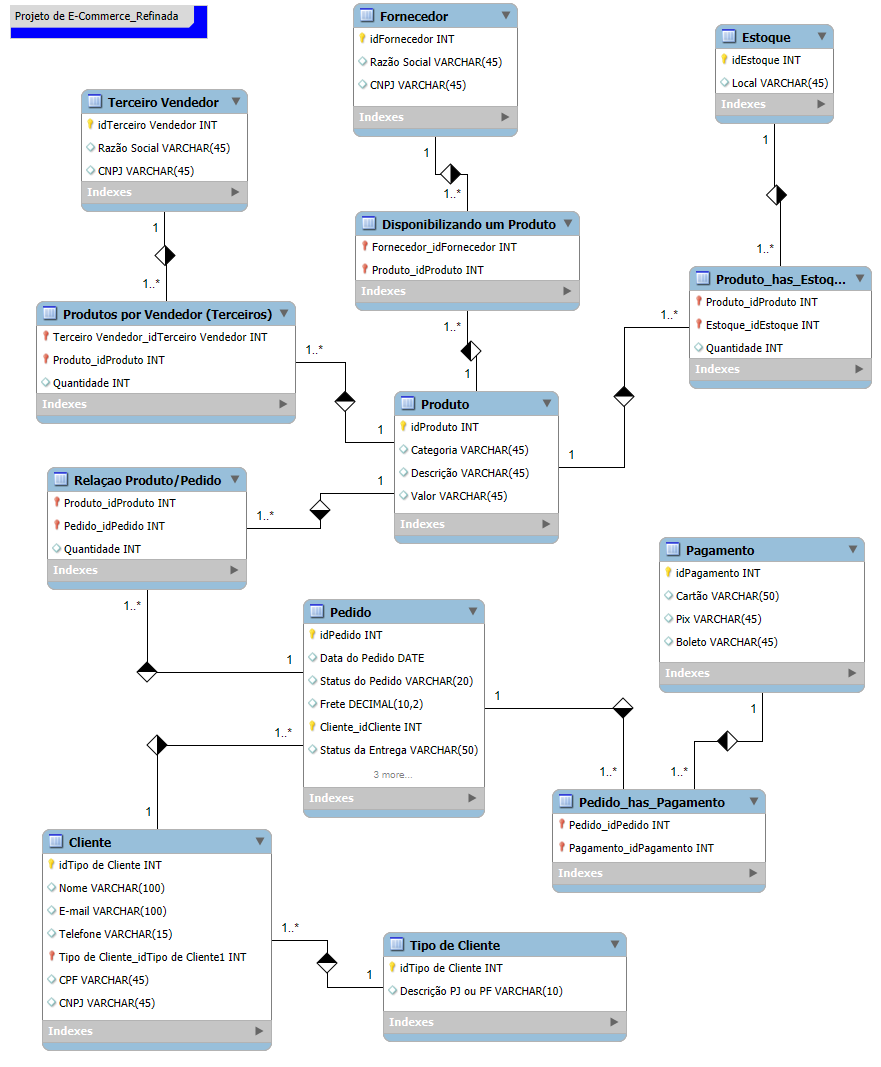 Projeto de E-Commerce_Refinada
Fornecedor
idFornecedor INT
Razão Social VARCHAR(45)
CNPJ VARCHAR(45)
Indexes
Estoque
idEstoque INT
Local VARCHAR(45)
Indexes
Terceiro Vendedor
idTerceiro Vendedor INT
Razão Social VARCHAR(45)
CNPJ VARCHAR(45)
Indexes
1
1..*
1
1..*
1
1..*
Disponibilizando um Produto
Fornecedor_idFornecedor INT
Produto_idProduto INT
Indexes
Produto_has_Estoq...
Produto_idProduto INT
Estoque_idEstoque INT
Quantidade INT
Indexes
Produtos por Vendedor (Terceiros)
Terceiro Vendedor_idTerceiro Vendedor INT
Produto_idProduto INT
Quantidade INT
Indexes
1..*
1
1..*
1
1..*
1
Produto
idProduto INT
Categoria VARCHAR(45)
Descrição VARCHAR(45)
Valor VARCHAR(45)
Indexes
Relaçao Produto/Pedido
Produto_idProduto INT
Pedido_idPedido INT
Quantidade INT
Indexes
1
1..*
Pagamento
idPagamento INT
Cartão VARCHAR(50)
Pix VARCHAR(45)
Boleto VARCHAR(45)
Indexes
1..*
1
Pedido
idPedido INT
Data do Pedido DATE
Status do Pedido VARCHAR(20)
Frete DECIMAL(10,2)
Cliente_idCliente INT
Status da Entrega VARCHAR(50)
3 more...
Indexes
1
1..*
1
1..*
1..*
1
Pedido_has_Pagamento
Pedido_idPedido INT
Pagamento_idPagamento INT
Indexes
Cliente
idTipo de Cliente INT
Nome VARCHAR(100)
E-mail VARCHAR(100)
Telefone VARCHAR(15)
Tipo de Cliente_idTipo de Cliente1 INT
CPF VARCHAR(45)
CNPJ VARCHAR(45)
Indexes
1..*
1
Tipo de Cliente
idTipo de Cliente INT
Descrição PJ ou PF VARCHAR(10)
Indexes